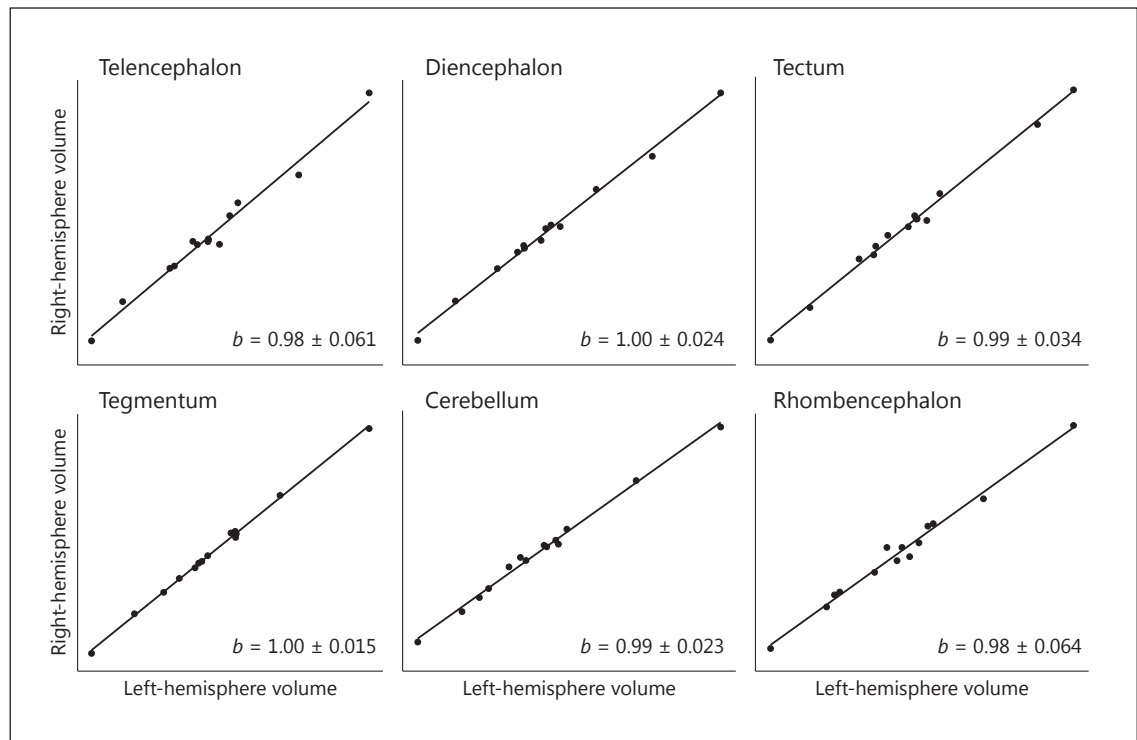 Telencephalon
Diencephalon
Tectum
Right-hemisphere volume
b = 0.98 ± 0.061
b = 1.00 ± 0.024
b = 0.99 ± 0.034
Tegmentum
Cerebellum
Rhombencephalon
Right-hemisphere volume
b = 1.00 ± 0.015
b = 0.99 ± 0.023
b = 0.98 ± 0.064
Left-hemisphere volume
Left-hemisphere volume
Left-hemisphere volume